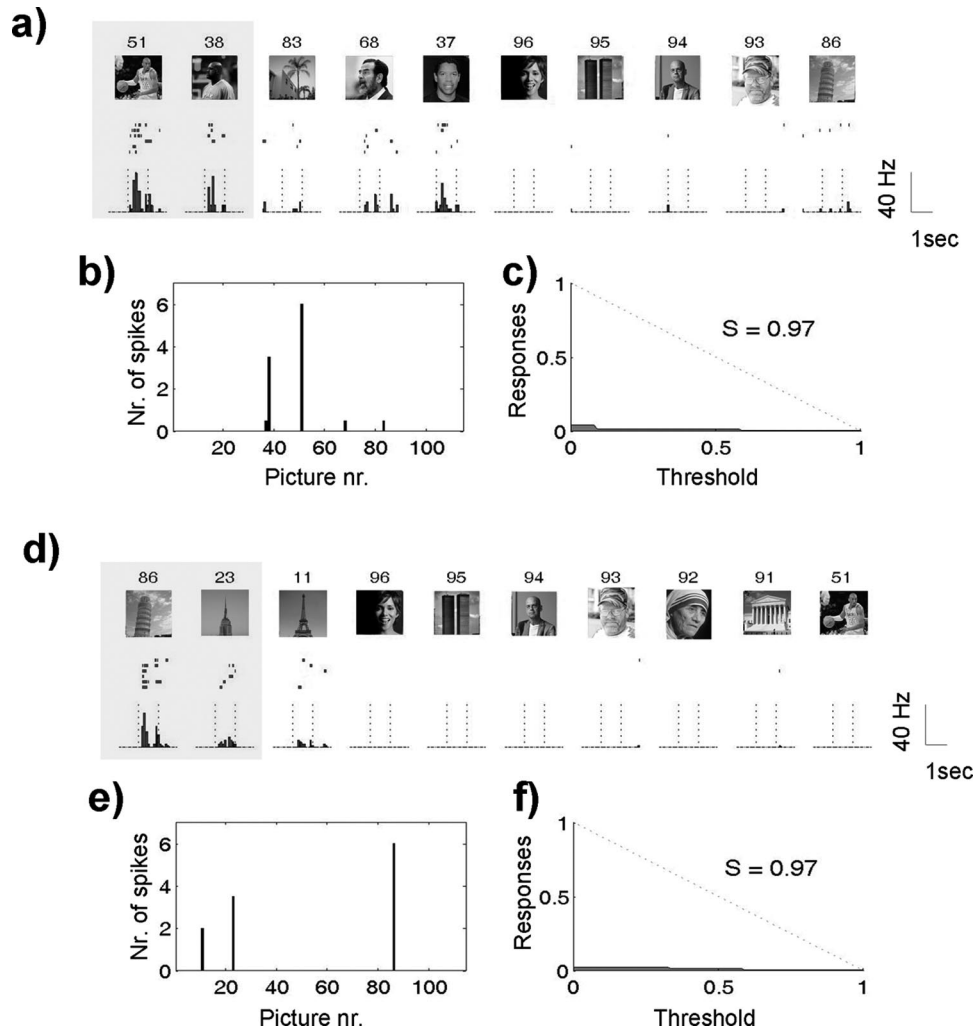 a)
51 38 83 68 37 96 95 94 93 86
40 Hz
1sec
b)
Nr. of spikes
6
4
2
0
20 40 60 80 100
Picture nr.
c)
Responses
1
0.5
0
S = 0.97
0 0.5 1
Threshold
d)
86 23 11 96 95 94 93 92 91 51
40 Hz
1sec
e)
Nr. of spikes
6
4
2
0
20 40 60 80 100
Picture nr.
f)
Responses
1
0.5
0
S = 0.97
0 0.5 1
Threshold